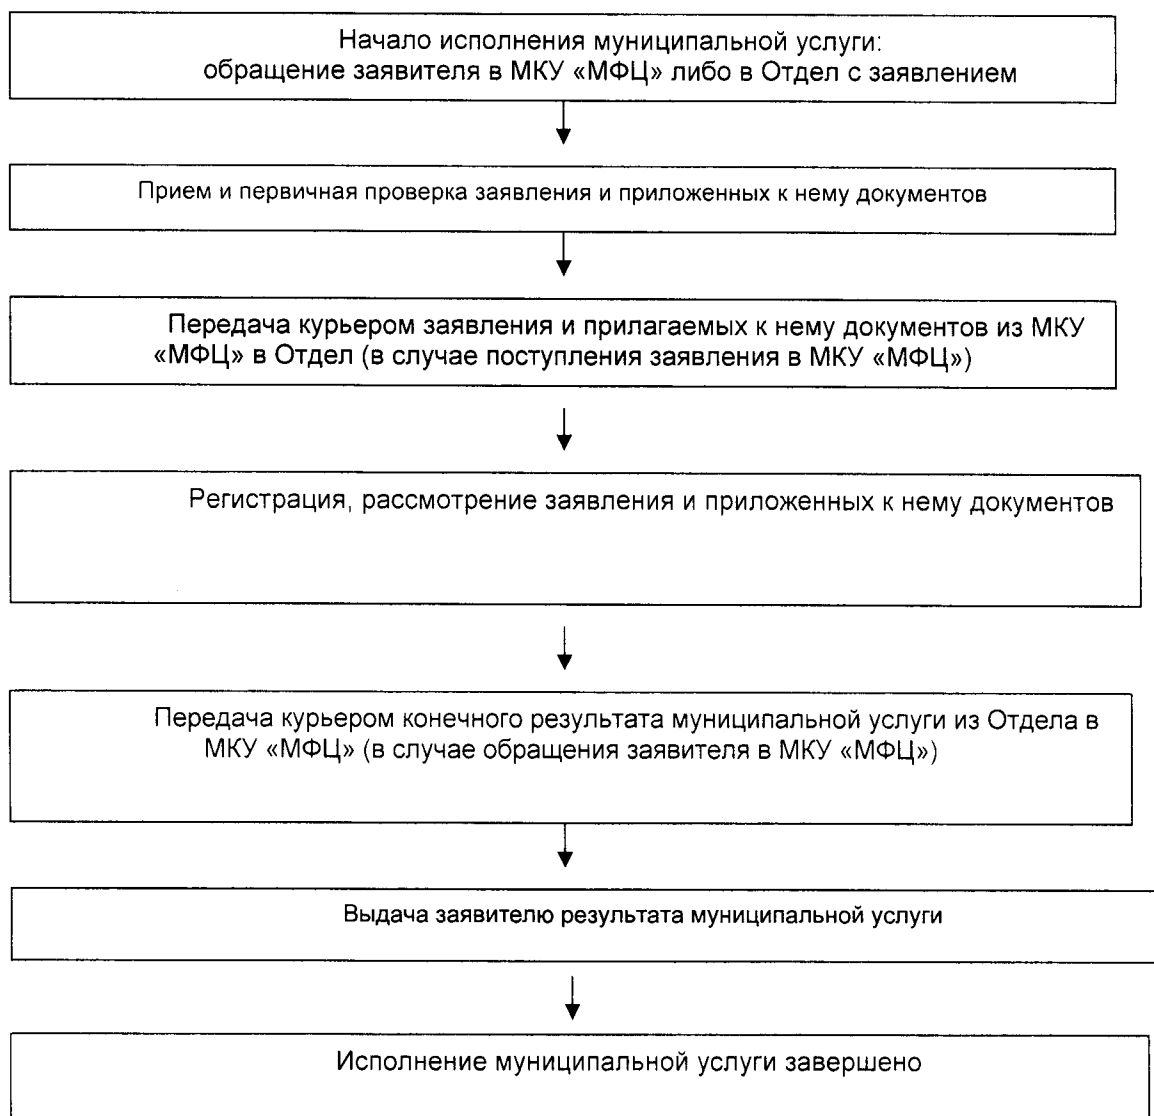 Начало исполнения муниципальной услуги:
обращение заявителя в МКУ «МФЦ» либо в Отдел с заявлением
Прием и первичная проверка заявления и приложенных к нему документов
Передача курьером заявления и прилагаемых к нему документов из МКУ
«МФЦ» в Отдел (в случае поступления заявления в МКУ «МФЦ»)
Регистрация, рассмотрение заявления и приложенных к нему документов
Передача курьером конечного результата муниципальной услуги из Отдела в
МКУ «МФЦ» (в случае обращения заявителя в МКУ «МФЦ»)
Выдача заявителю результата муниципальной услуги
Исполнение муниципальной услуги завершено